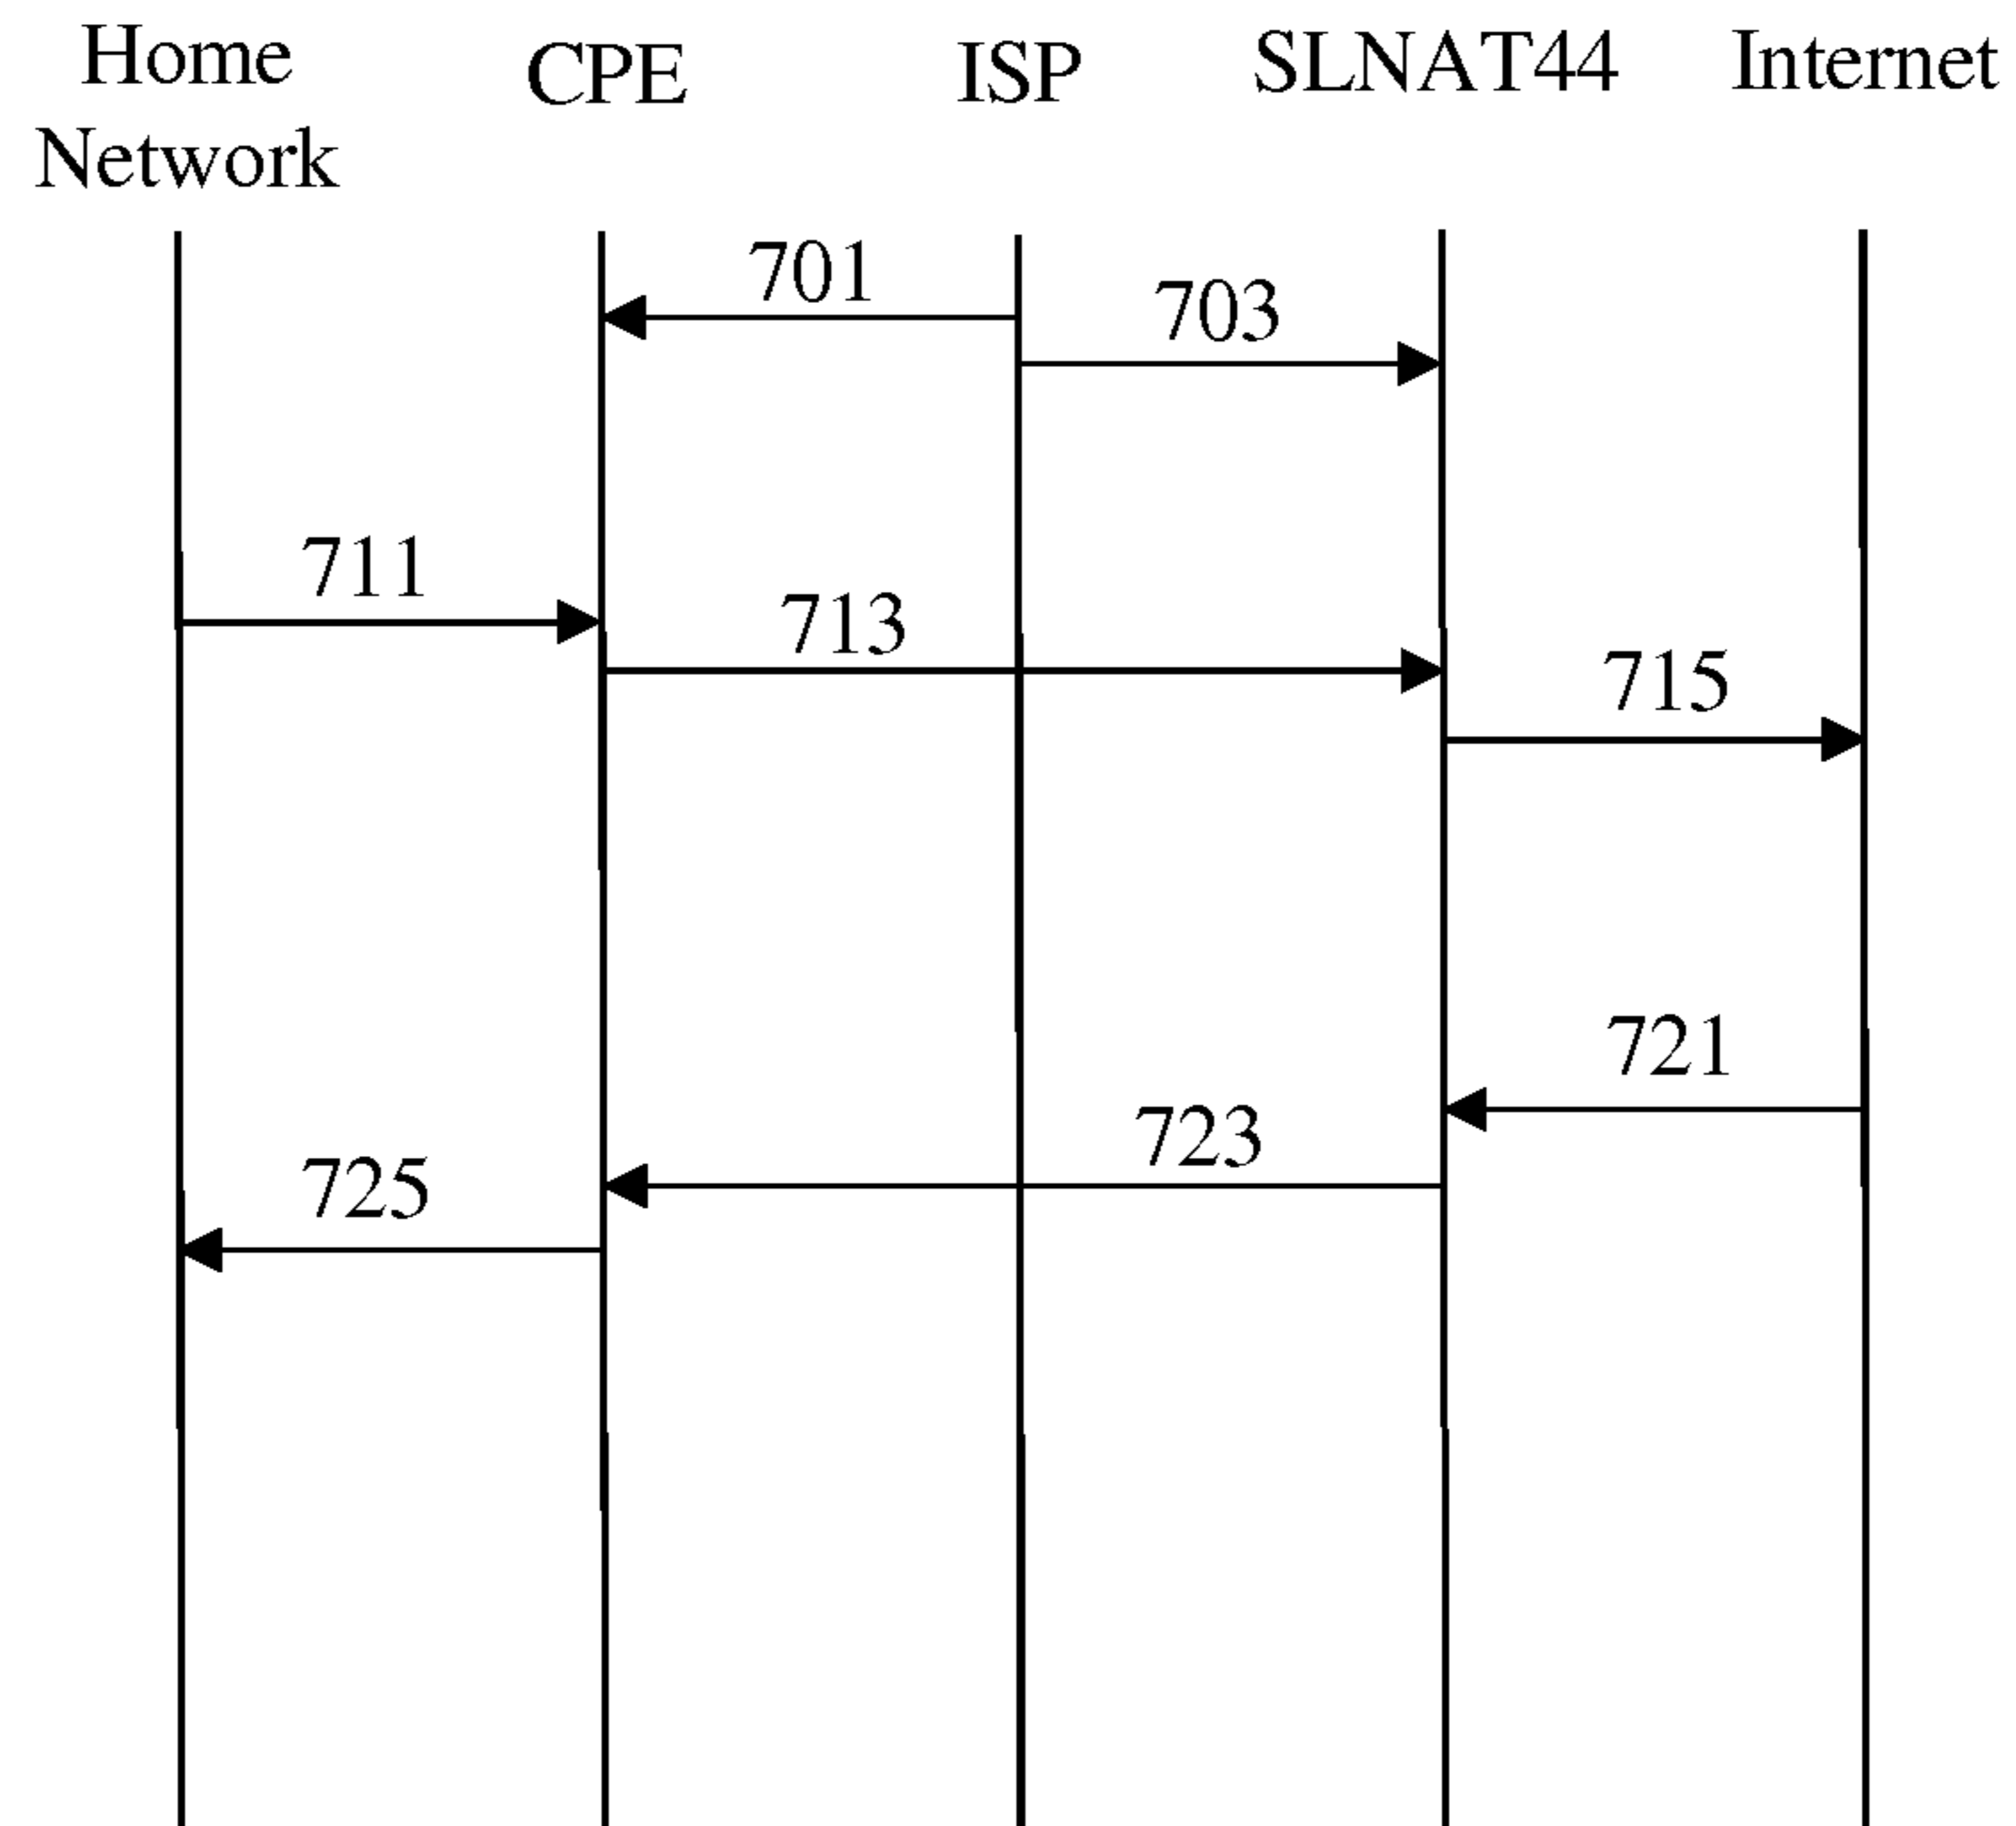 Home
Network
CPE
ISP
SLNAT44
Internet
701
703
711
713
715
721
723
725